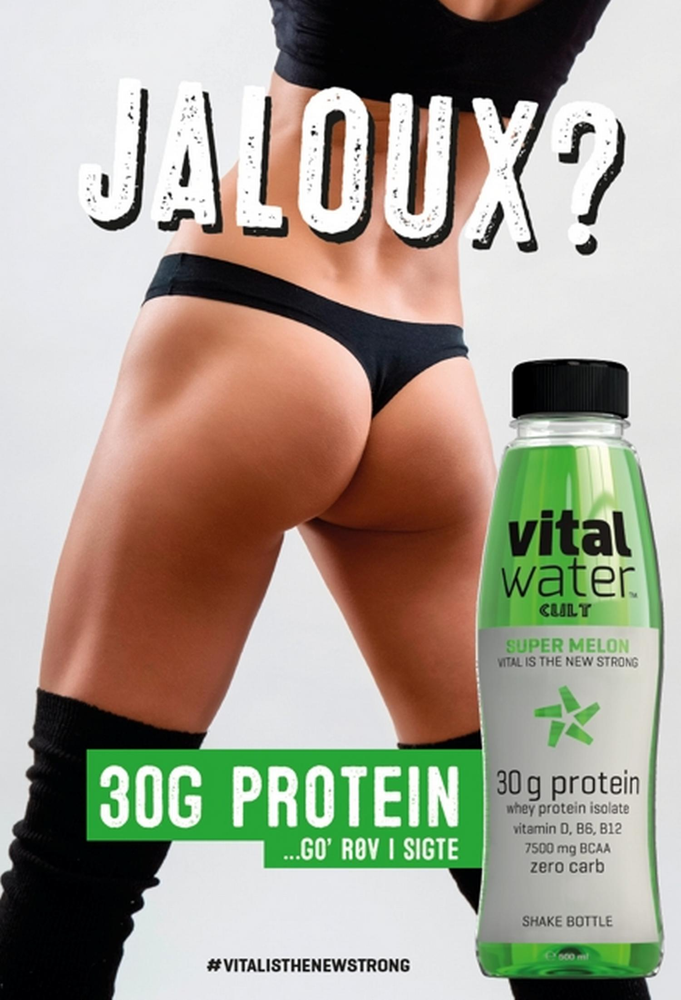 JALOUX?
vital
water™
CULT
SUPER MELON
VITAL IS THE NEW STRONG
30 g protein
whey protein isolate
vitamin D, B6, B12
7500 mg BCAA
zero carb
SHAKE BOTTLE
℮ 500 ml
30G PROTEIN
...GO' RØV I SIGTE
#VITALISTHENEWSTRONG